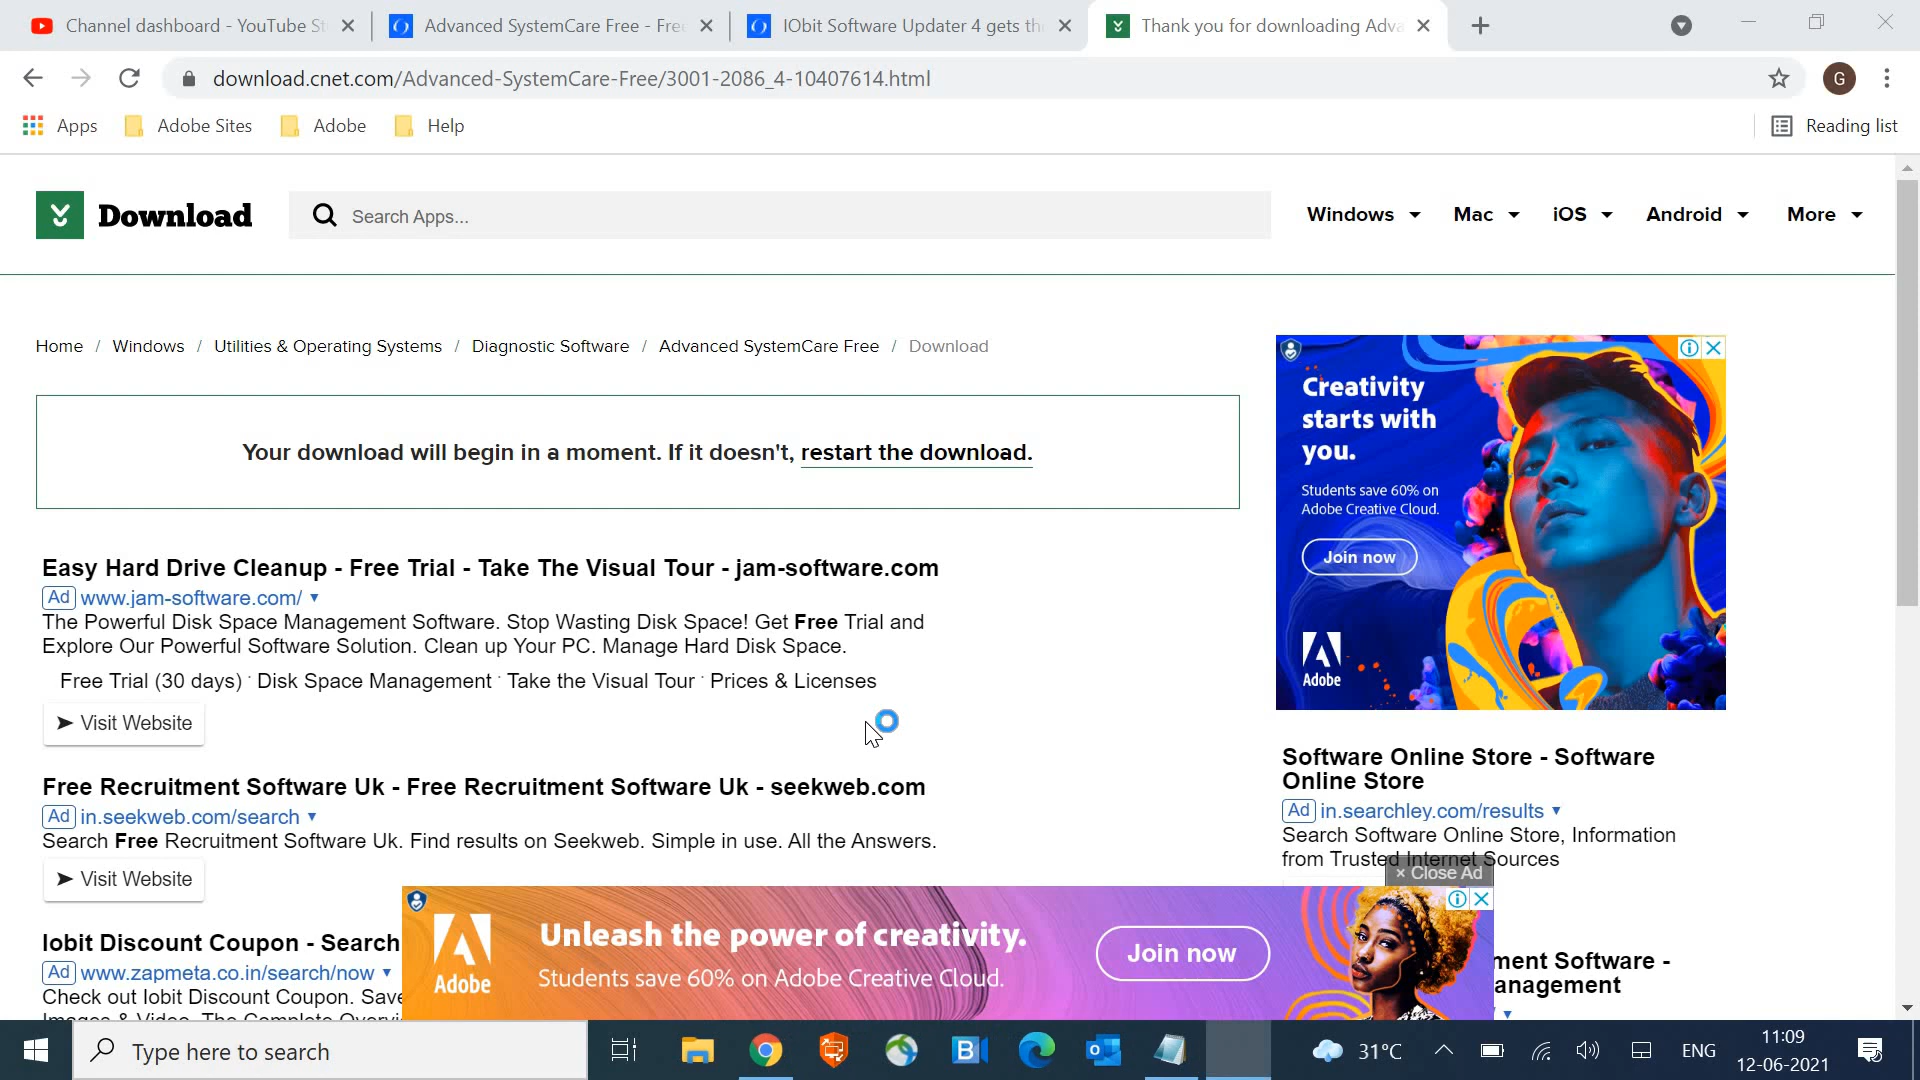 Channel dashboard - YouTube St
Advanced SystemCare Free - Fre
IObit Software Updater 4 gets th
Thank you for downloading Adva
download.cnet.com/Advanced-SystemCare-Free/3001-2086_4-10407614.html
G
Apps
Adobe Sites
Adobe
Help
Reading list
Download
Search Apps...
Windows
Mac
iOS
Android
More
Home / Windows / Utilities & Operating Systems / Diagnostic Software / Advanced SystemCare Free / Download
Your download will begin in a moment. If it doesn't, restart the download.
Easy Hard Drive Cleanup - Free Trial - Take The Visual Tour - jam-software.com
Ad www.jam-software.com/
The Powerful Disk Space Management Software. Stop Wasting Disk Space! Get Free Trial and
Explore Our Powerful Software Solution. Clean up Your PC. Manage Hard Disk Space.
Free Trial (30 days) · Disk Space Management · Take the Visual Tour · Prices & Licenses
Visit Website
Free Recruitment Software Uk - Free Recruitment Software Uk - seekweb.com
Ad in.seekweb.com/search
Search Free Recruitment Software Uk. Find results on Seekweb. Simple in use. All the Answers.
Visit Website
Iobit Discount Coupon - Search
Ad www.zapmeta.co.in/search/now
Check out Iobit Discount Coupon. Save
Images & Video. The Complete Overvi
Creativity
starts with
you.
Students save 60% on
Adobe Creative Cloud.
Join now
Adobe
Software Online Store - Software
Online Store
Ad in.searchley.com/results
Search Software Online Store, Information
from Trusted Internet Sources
× Close Ad
ment Software -
anagement
Adobe
Unleash the power of creativity.
Students save 60% on Adobe Creative Cloud.
Join now
Type here to search
31°C
ENG
11:09
12-06-2021